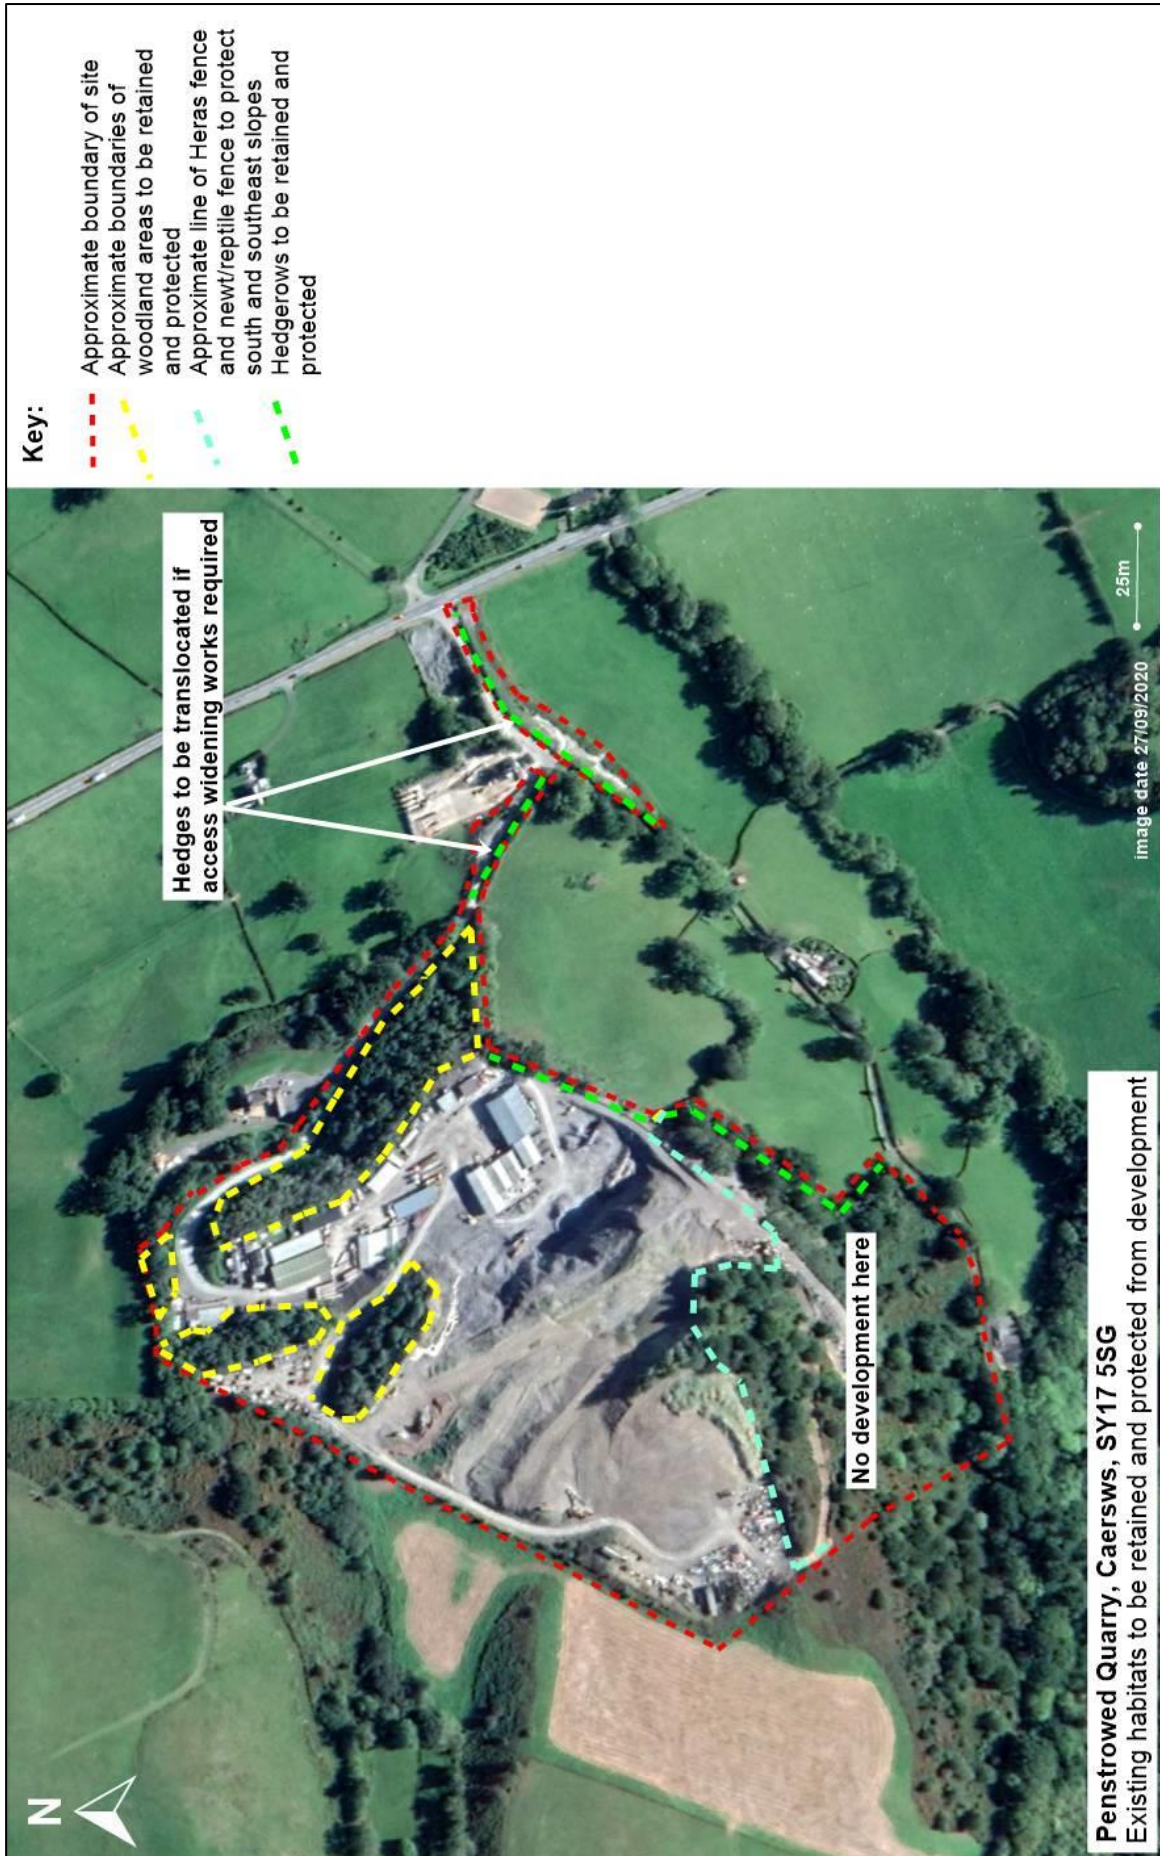 Key:
Approximate boundary of site
Approximate boundaries of
woodland areas to be retained
and protected
Approximate line of Heras fence
and newt/reptile fence to protect
south and southeast slopes
Hedgerows to be retained and
protected
N
Hedges to be translocated if
access widening works required
No development here
25m
image date 27/09/2020
Penstrowed Quarry, Caersws, SY17 5SG
Existing habitats to be retained and protected from development